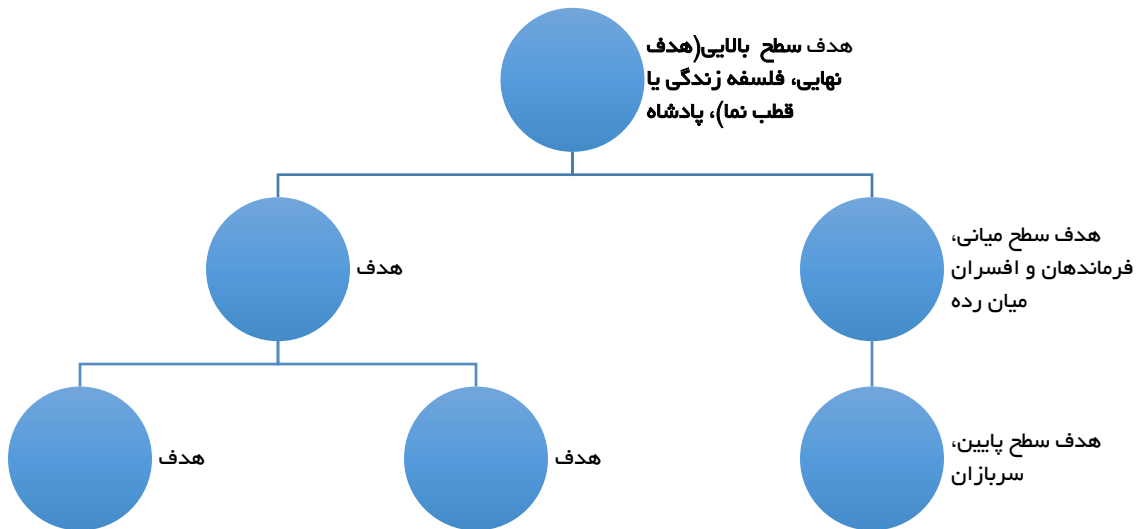 هدف سطح بالایی(هدف
نهایی، فلسفه زندگی یا
قطب نما)، پادشاه
هدف سطح میانی،
فرماندهان و افسران
میان رده
هدف
هدف سطح پایین،
سربازان
هدف
هدف